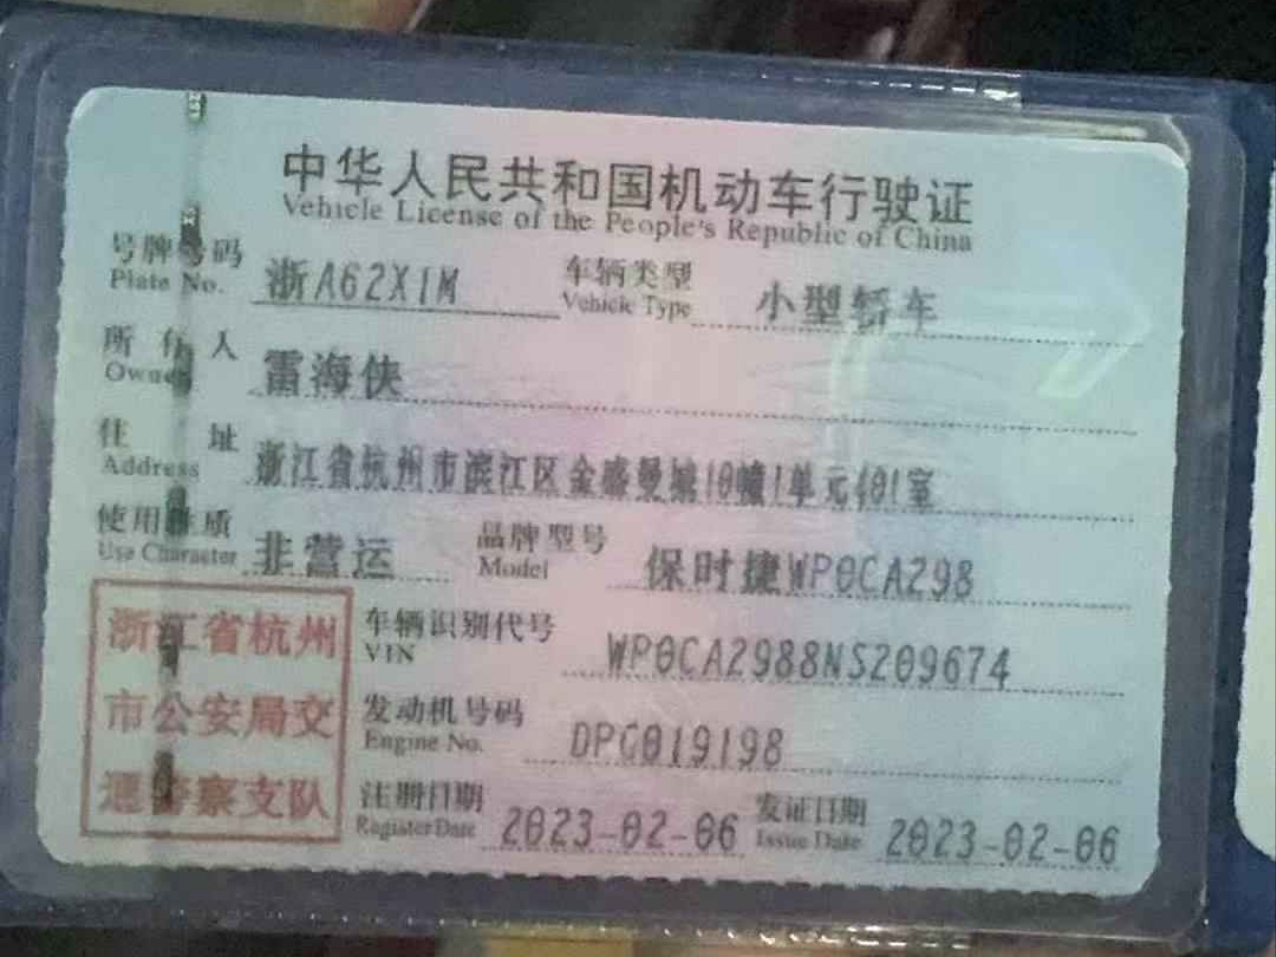 中华人民共和国机动车行驶证
Vehicle License of the People's Republic of China
号牌号码 浙A62X1M 车辆类型 小型轿车
Plate No. Vehicle Type
所有人 雷海侠
Owner
住址 浙江省杭州市滨江区金盛曼城10幢1单元401室
Address
使用性质 非营运 品牌型号 保时捷WP0CA298
Use Character Model
浙江省杭州
市公安局交
通警察支队
车辆识别代号 WP0CA2988NS209674
VIN
发动机号码 DPC019198
Engine No.
注册日期 2023-02-06 发证日期 2023-02-06
Register Date Issue Date